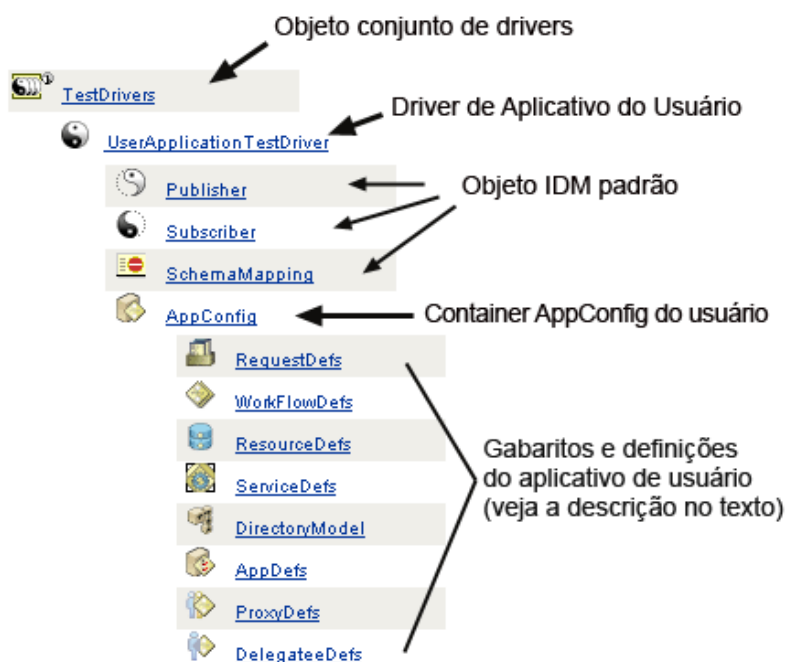 Objeto conjunto de drivers
TestDrivers
Driver de Aplicativo do Usuário
UserApplicationTestDriver
Publisher
Objeto IDM padrão
Subscriber
SchemaMapping
AppConfig
Container AppConfig do usuário
RequestDefs
WorkFlowDefs
ResourceDefs
Gabaritos e definições
do aplicativo de usuário
(veja a descrição no texto)
ServiceDefs
DirectoryModel
AppDefs
ProxyDefs
DelegateeDefs